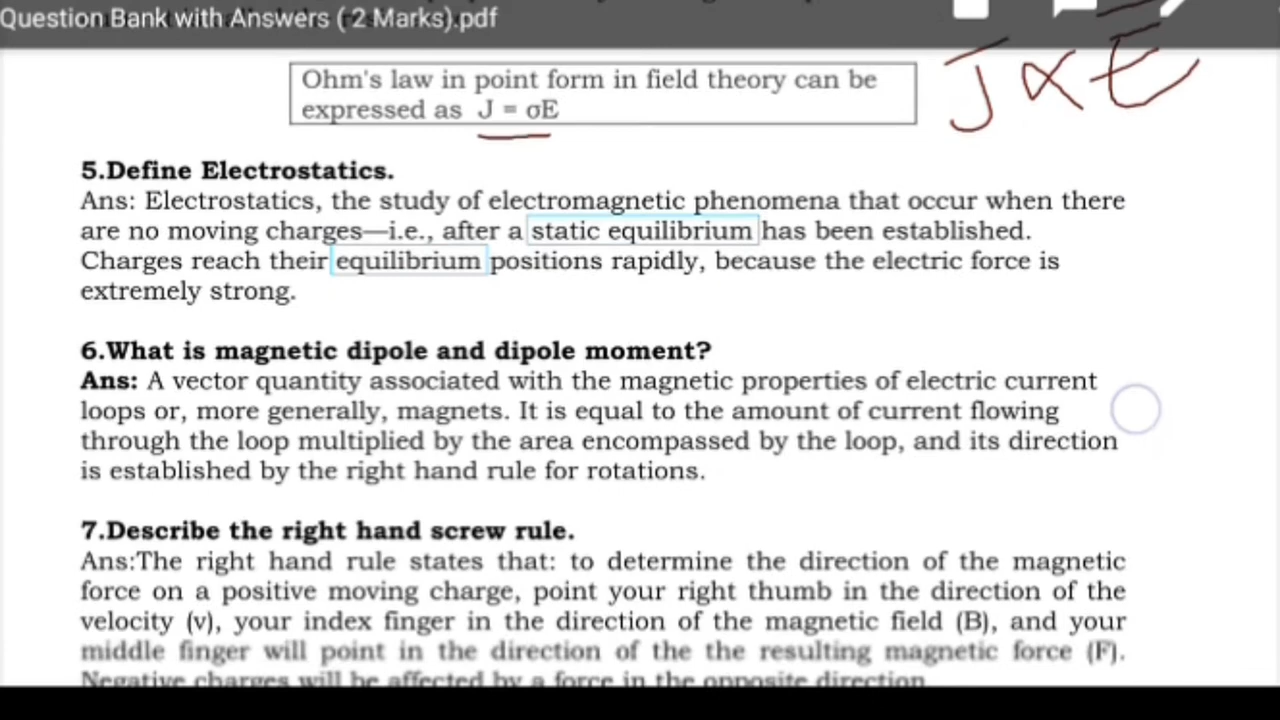 Question Bank with Answers ( 2 Marks).pdf
Ohm's law in point form in field theory can be
expressed as J = σE
J ∝ E
5.Define Electrostatics.
Ans: Electrostatics, the study of electromagnetic phenomena that occur when there
are no moving charges—i.e., after a static equilibrium has been established.
Charges reach their equilibrium positions rapidly, because the electric force is
extremely strong.
6.What is magnetic dipole and dipole moment?
Ans: A vector quantity associated with the magnetic properties of electric current
loops or, more generally, magnets. It is equal to the amount of current flowing
through the loop multiplied by the area encompassed by the loop, and its direction
is established by the right hand rule for rotations.
7.Describe the right hand screw rule.
Ans:The right hand rule states that: to determine the direction of the magnetic
force on a positive moving charge, point your right thumb in the direction of the
velocity (v), your index finger in the direction of the magnetic field (B), and your
middle finger will point in the direction of the the resulting magnetic force (F).
Negative charges will be affected by a force in the opposite direction